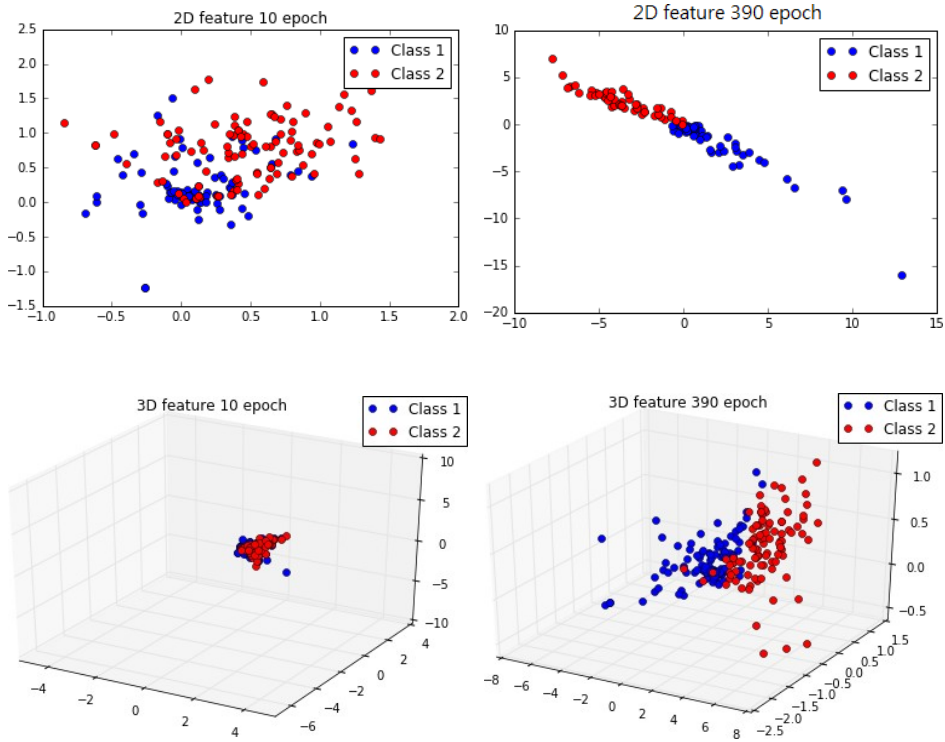 2D feature 10 epoch
2.5
2.0
1.5
1.0
0.5
0.0
−0.5
−1.0
−1.5
−1.0 −0.5 0.0 0.5 1.0 1.5 2.0
Class 1
Class 2
2D feature 390 epoch
10
5
0
−5
−10
−15
−20
−10 −5 0 5 10 15
Class 1
Class 2
3D feature 10 epoch
Class 1
Class 2
10
5
0
−5
−10
4
2
0
−2
−4
−6
−4 −2 0 2 4
3D feature 390 epoch
Class 1
Class 2
1.0
0.5
0.0
−0.5
1.5
1.0
0.5
0.0
−0.5
−1.0
−1.5
−2.0
−2.5
−8 −6 −4 −2 0 2 4 6 8